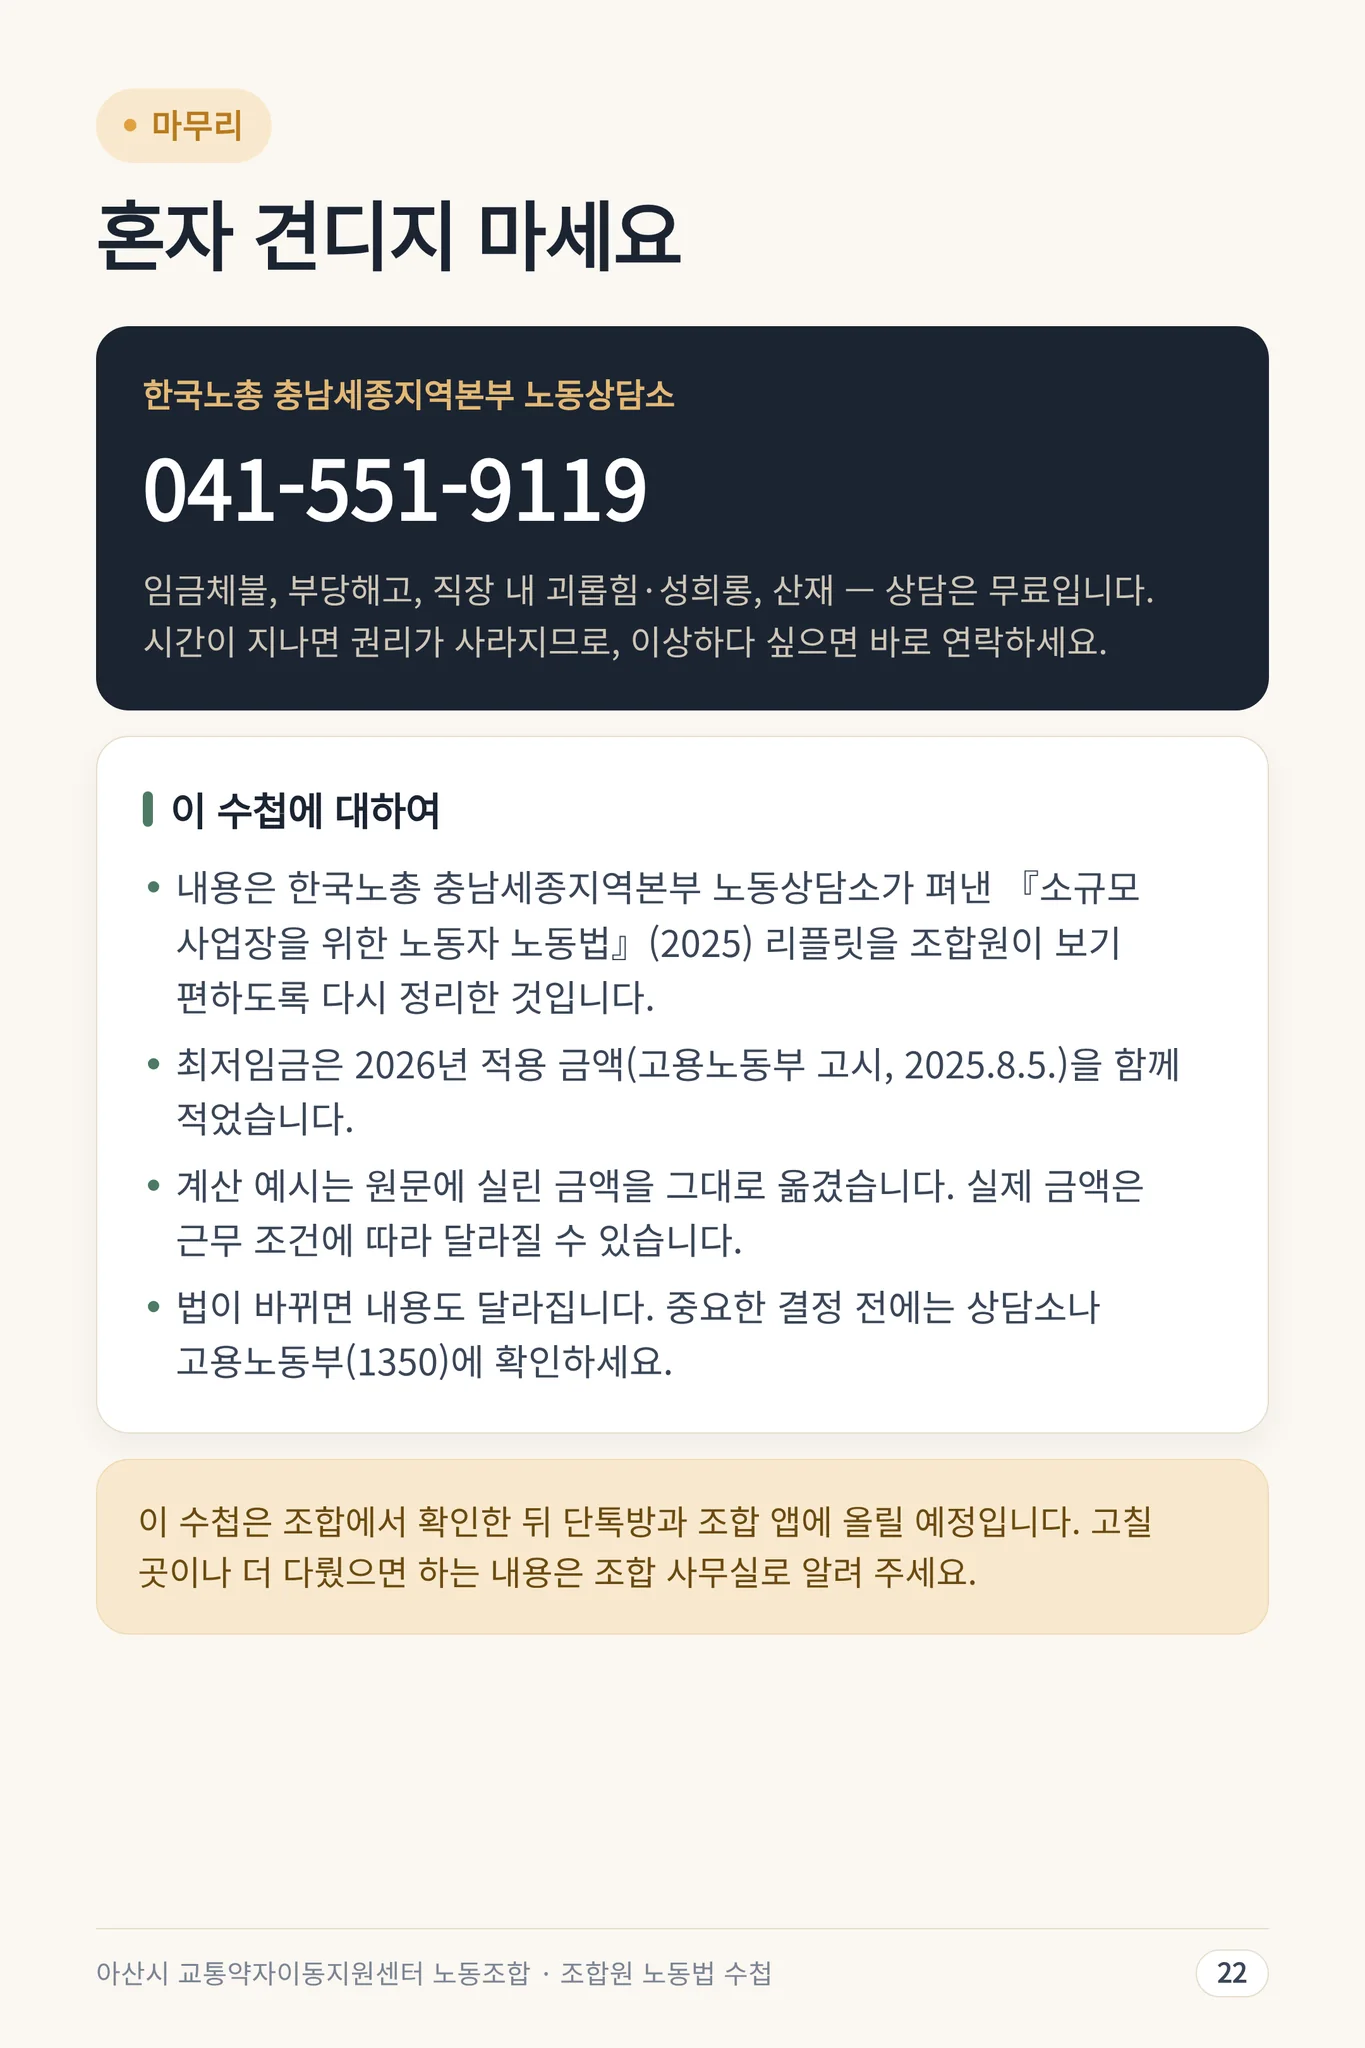 마무리
혼자 견디지 마세요
한국노총 충남세종지역본부 노동상담소
041-551-9119
임금체불, 부당해고, 직장 내 괴롭힘·성희롱, 산재 — 상담은 무료입니다.
시간이 지나면 권리가 사라지므로, 이상하다 싶으면 바로 연락하세요.
이 수첩에 대하여
• 내용은 한국노총 충남세종지역본부 노동상담소가 펴낸 『소규모
사업장을 위한 노동자 노동법』(2025) 리플릿을 조합원이 보기
편하도록 다시 정리한 것입니다.
• 최저임금은 2026년 적용 금액(고용노동부 고시, 2025.8.5.)을 함께
적었습니다.
• 계산 예시는 원문에 실린 금액을 그대로 옮겼습니다. 실제 금액은
근무 조건에 따라 달라질 수 있습니다.
• 법이 바뀌면 내용도 달라집니다. 중요한 결정 전에는 상담소나
고용노동부(1350)에 확인하세요.
이 수첩은 조합에서 확인한 뒤 단톡방과 조합 앱에 올릴 예정입니다. 고칠
곳이나 더 다뤘으면 하는 내용은 조합 사무실로 알려 주세요.
아산시 교통약자이동지원센터 노동조합 · 조합원 노동법 수첩
22